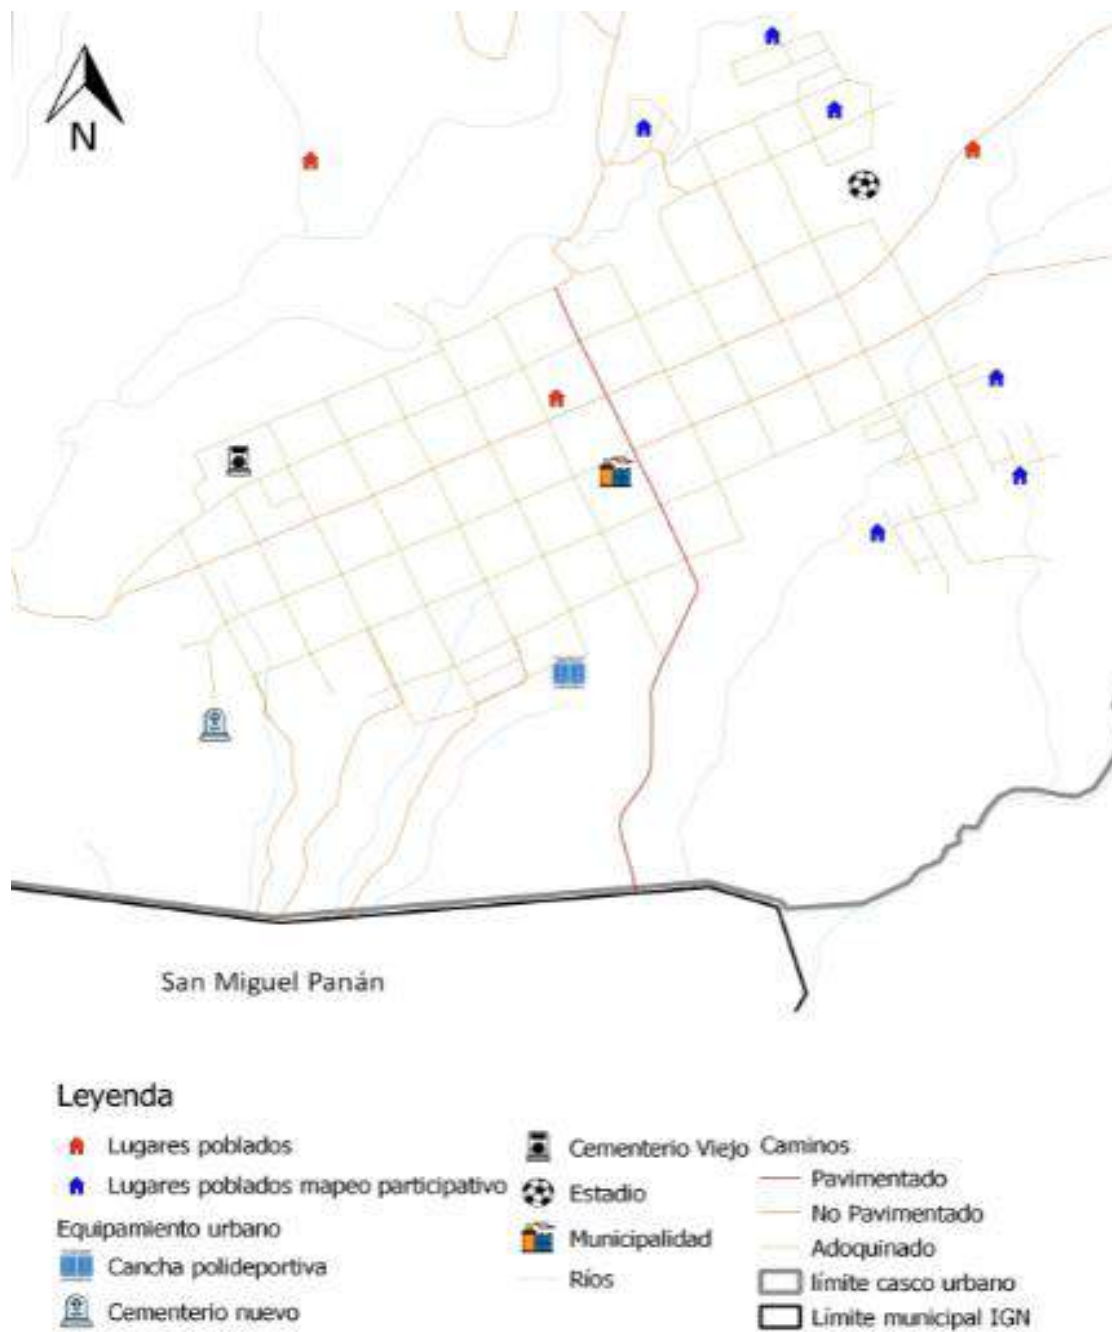 N
San Miguel Panán
Leyenda
Lugares poblados
Lugares poblados mapeo participativo
Equipamiento urbano
Cancha polideportiva
Cementerio nuevo
Cementerio Viejo
Estadio
Municipalidad
Ríos
Caminos
Pavimentado
No Pavimentado
Adoquinado
límite casco urbano
Límite municipal IGN